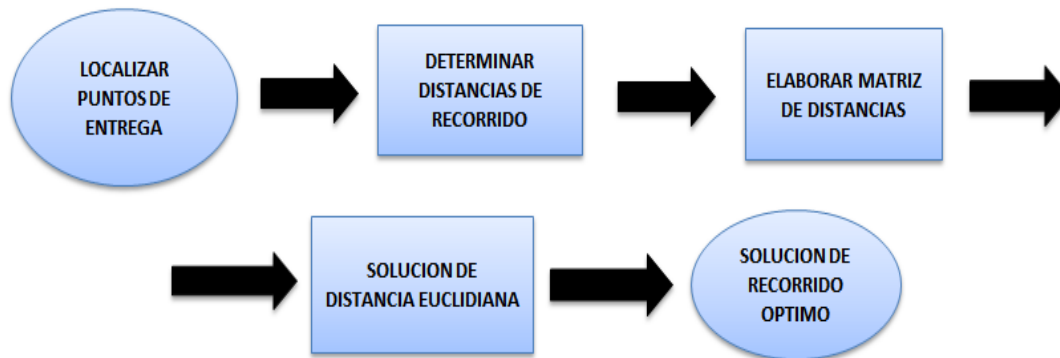 LOCALIZAR
PUNTOS DE
ENTREGA
DETERMINAR
DISTANCIAS DE
RECORRIDO
ELABORAR MATRIZ
DE DISTANCIAS
SOLUCION DE
DISTANCIA EUCLIDIANA
SOLUCION DE
RECORRIDO
OPTIMO